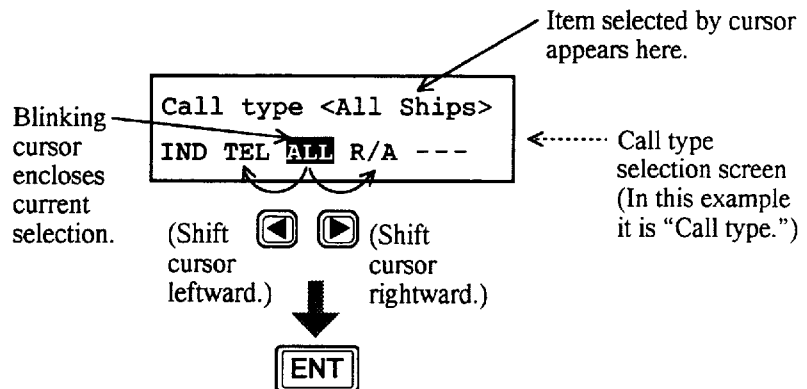 Item selected by cursor
appears here.
Call type <All Ships>
IND TEL ALL R/A ---
Blinking
cursor
encloses
current
selection.
Call type
selection screen
(In this example
it is “Call type.”)
(Shift
cursor
leftward.)
(Shift
cursor
rightward.)
ENT